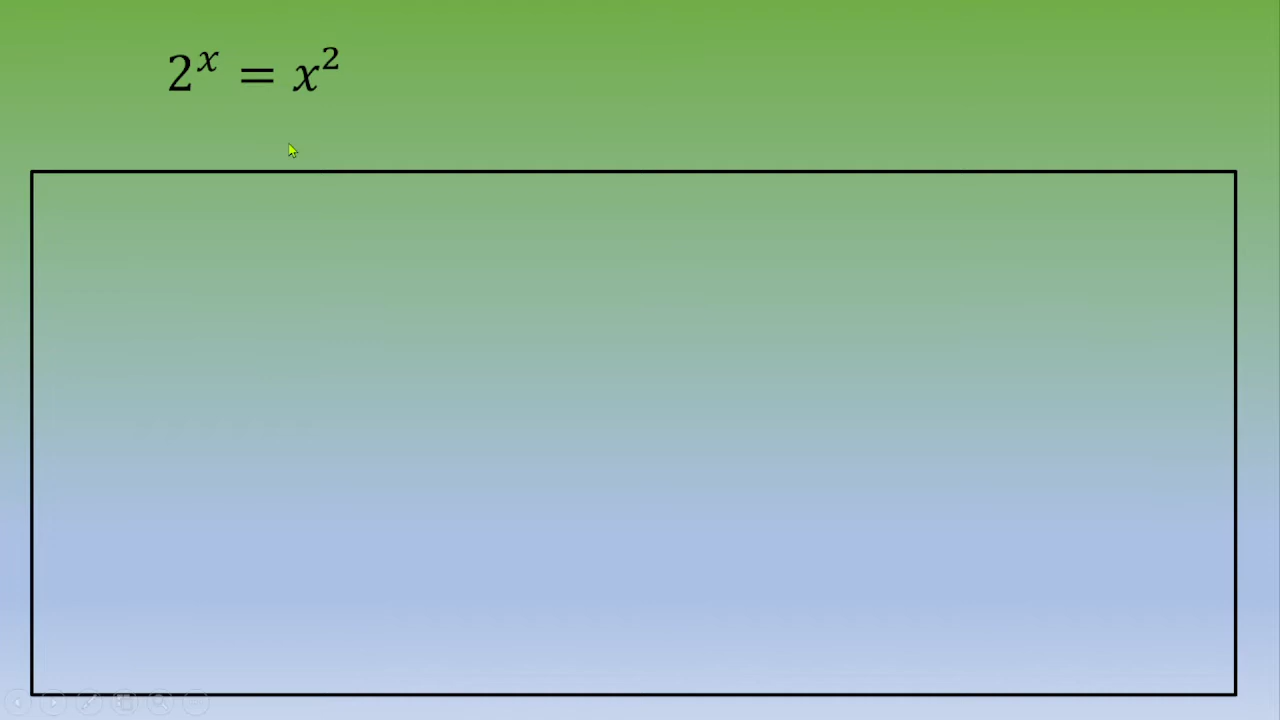 2^x = x^2